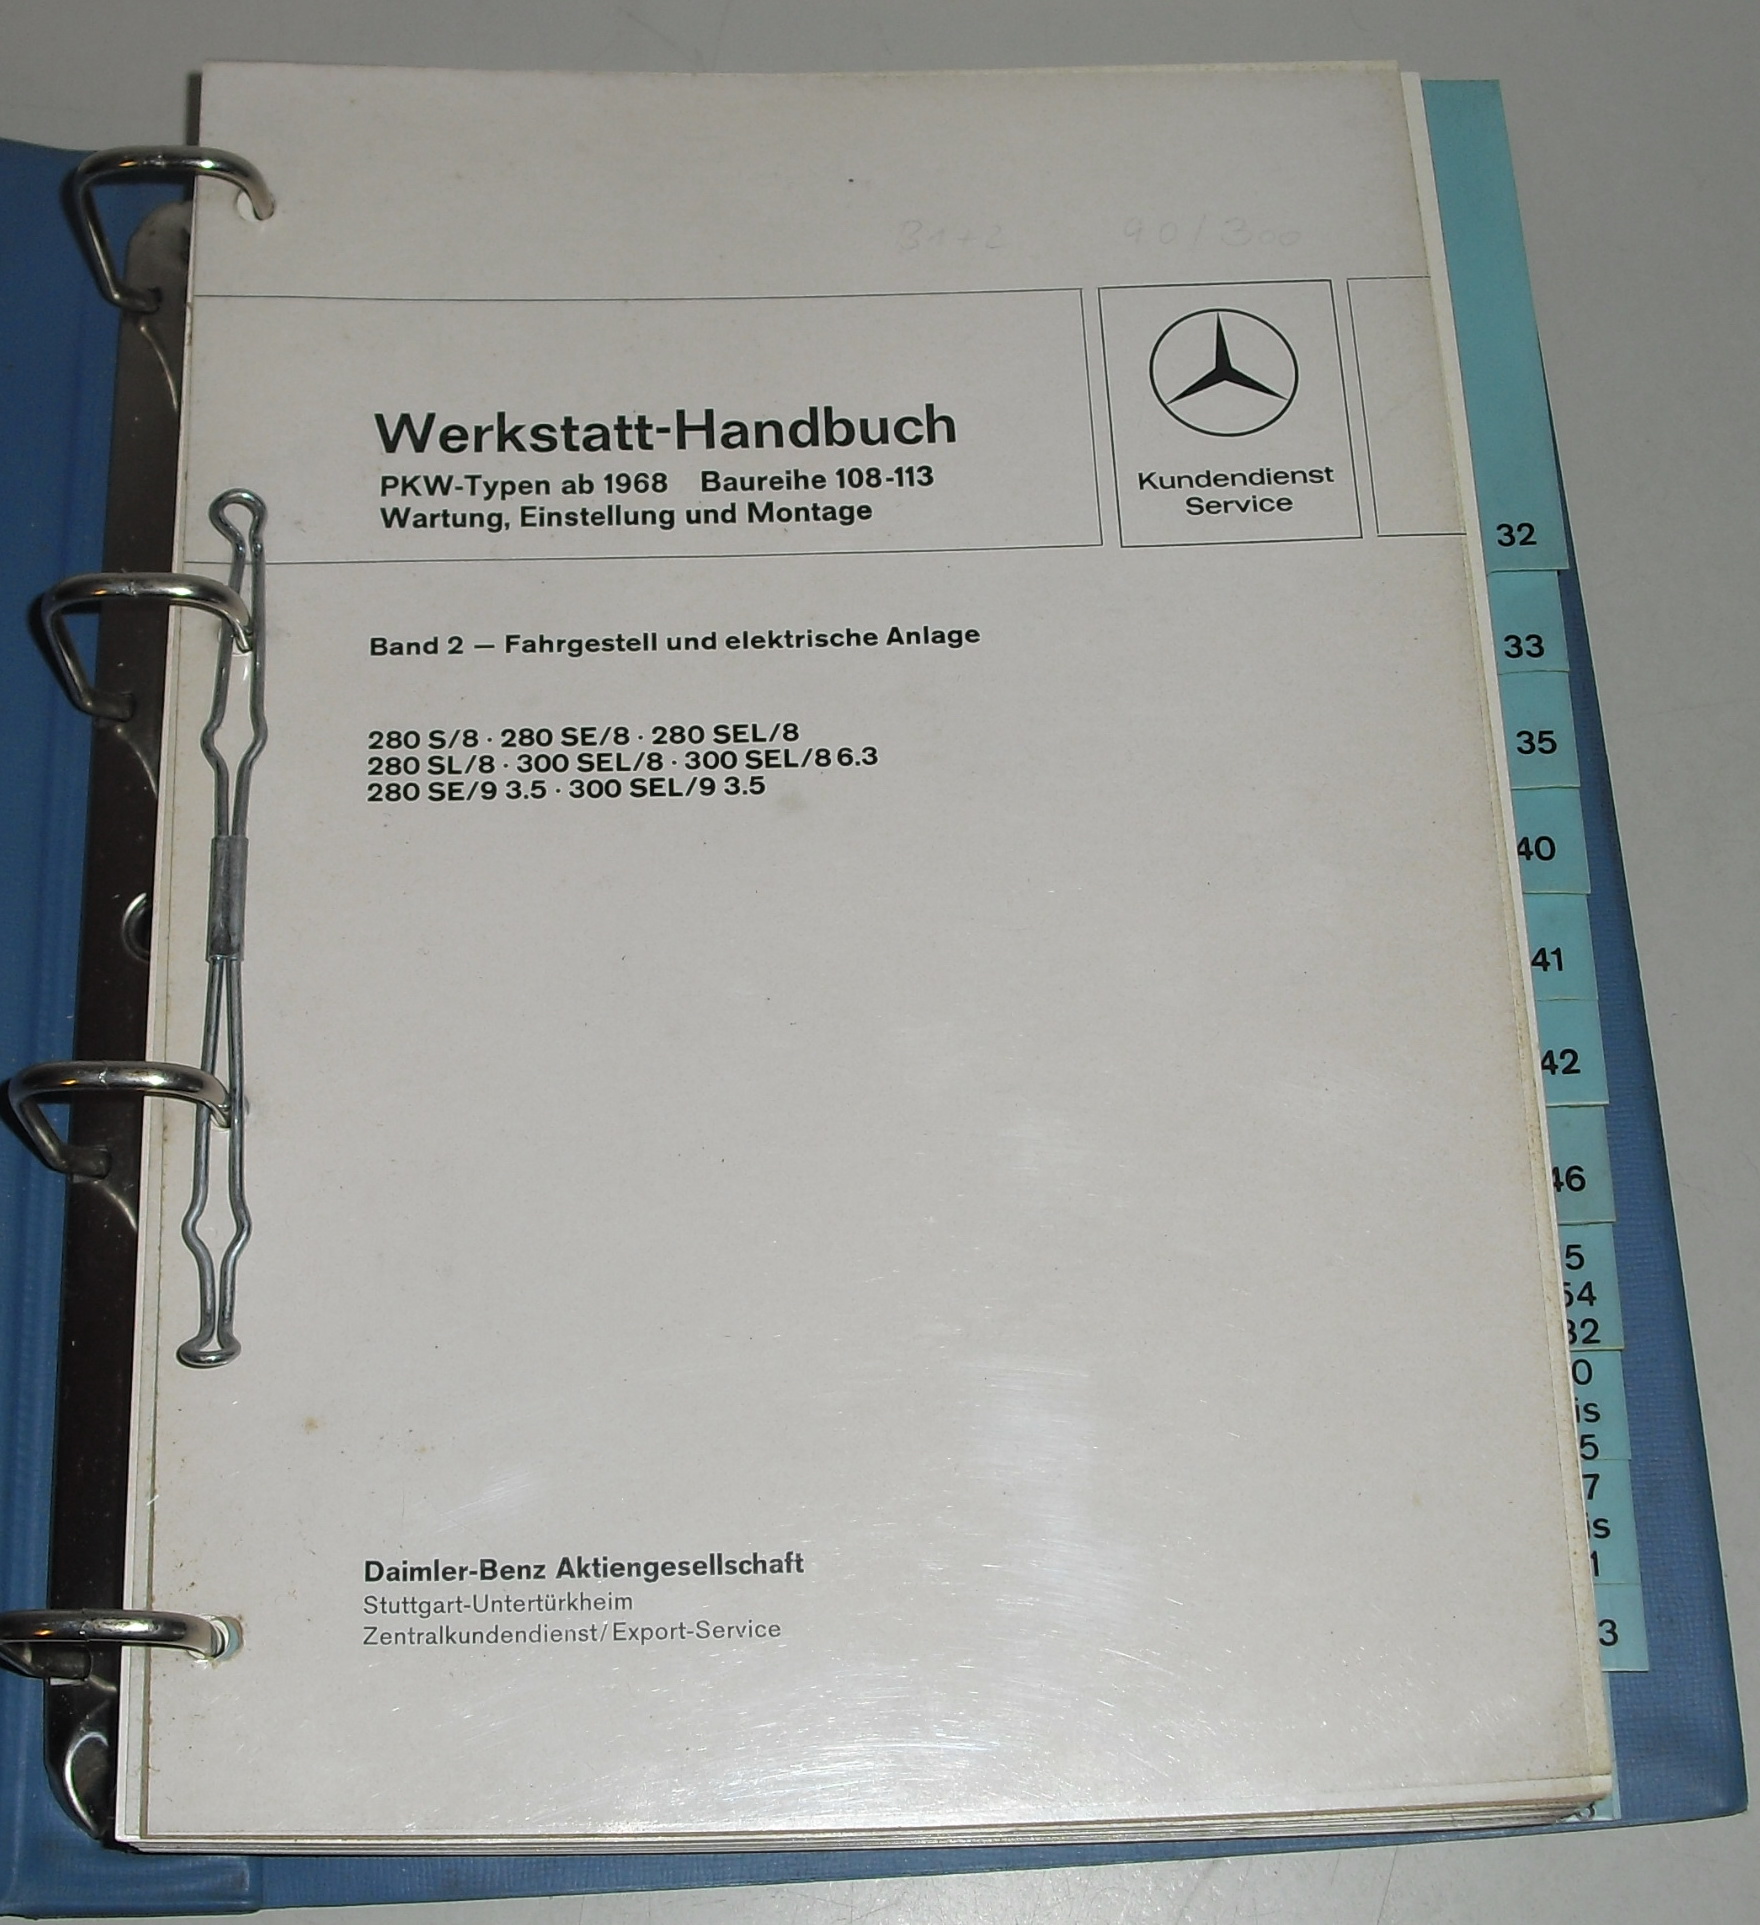 B1+2 90/300
Werkstatt-Handbuch
PKW-Typen ab 1968 Baureihe 108-113
Wartung, Einstellung und Montage
Kundendienst
Service
Band 2 — Fahrgestell und elektrische Anlage
280 S/8 · 280 SE/8 · 280 SEL/8
280 SL/8 · 300 SEL/8 · 300 SEL/8 6.3
280 SE/9 3.5 · 300 SEL/9 3.5
Daimler-Benz Aktiengesellschaft
Stuttgart-Untertürkheim
Zentralkundendienst/Export-Service
32
33
35
40
41
42
46